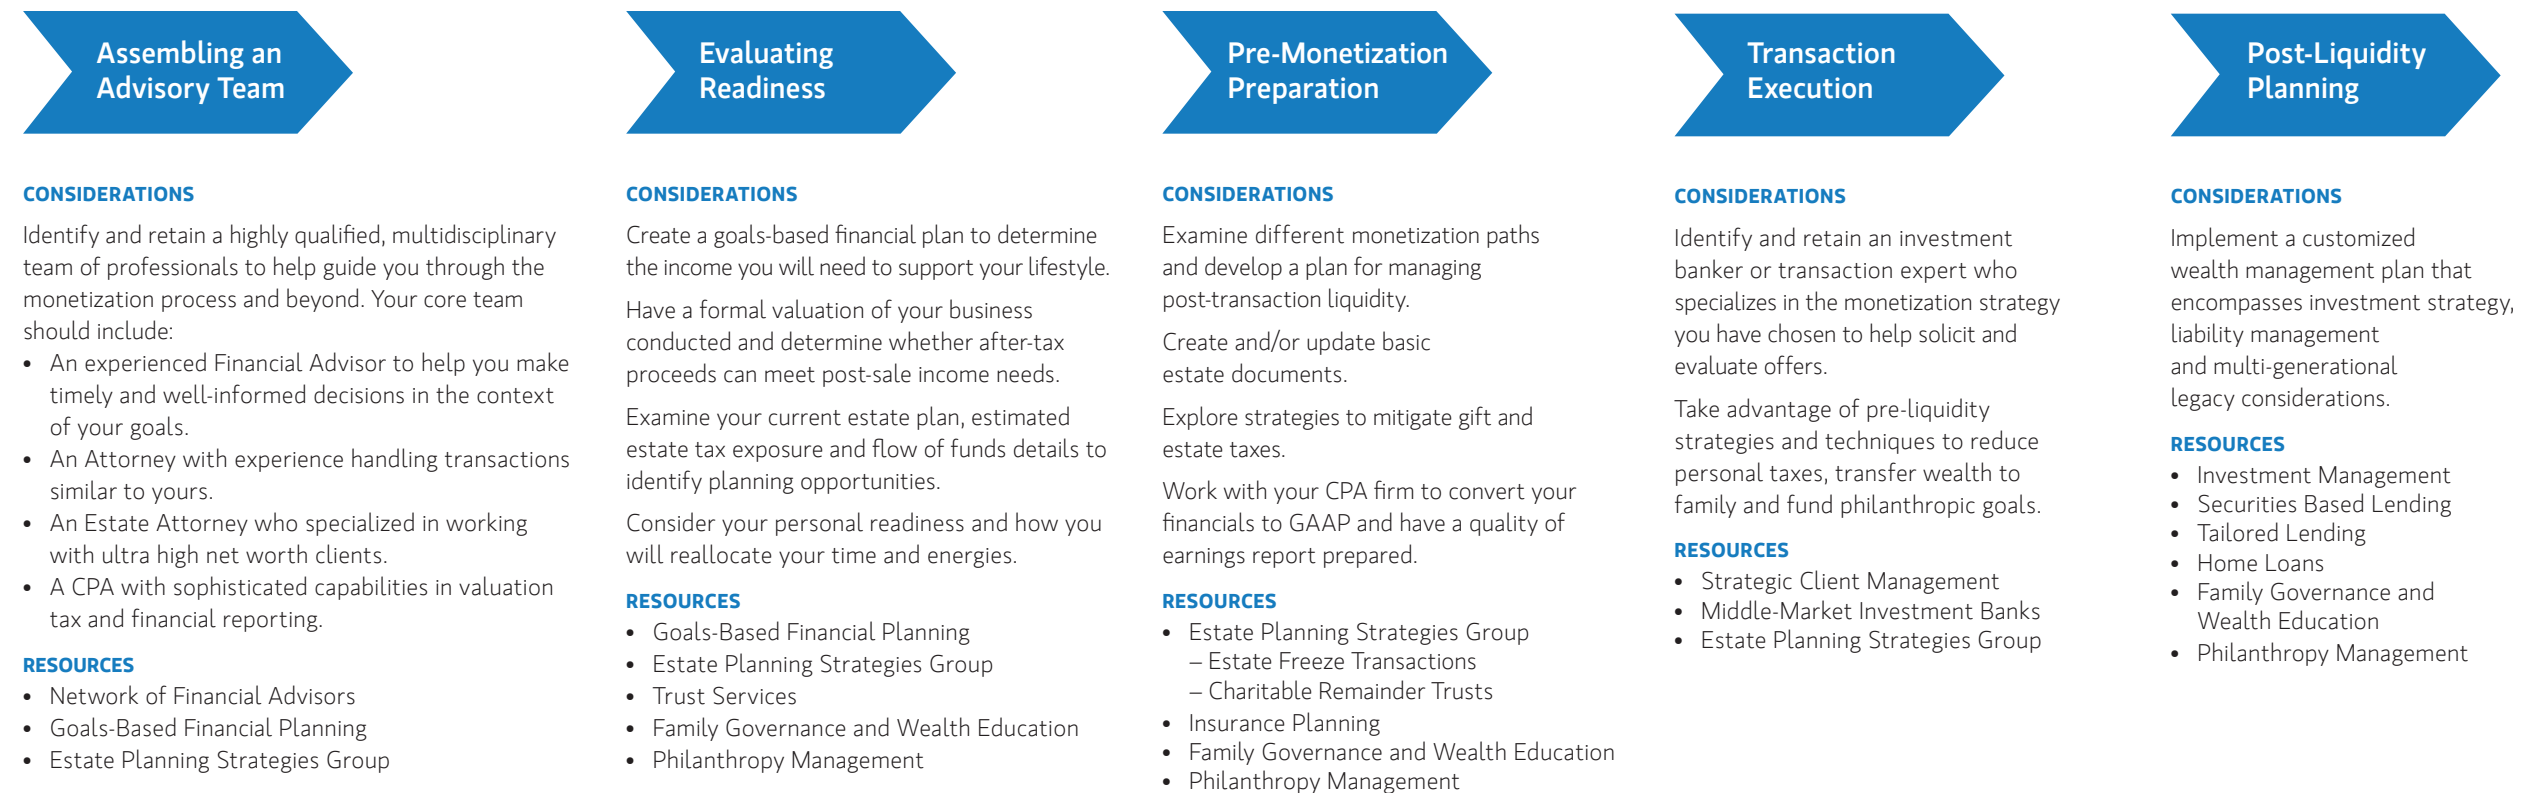 Assembling an
Advisory Team
CONSIDERATIONS
Identify and retain a highly qualified, multidisciplinary
team of professionals to help guide you through the
monetization process and beyond. Your core team
should include:
• An experienced Financial Advisor to help you make
timely and well-informed decisions in the context
of your goals.
• An Attorney with experience handling transactions
similar to yours.
• An Estate Attorney who specialized in working
with ultra high net worth clients.
• A CPA with sophisticated capabilities in valuation
tax and financial reporting.
RESOURCES
• Network of Financial Advisors
• Goals-Based Financial Planning
• Estate Planning Strategies Group
Evaluating
Readiness
CONSIDERATIONS
Create a goals-based financial plan to determine
the income you will need to support your lifestyle.
Have a formal valuation of your business
conducted and determine whether after-tax
proceeds can meet post-sale income needs.
Examine your current estate plan, estimated
estate tax exposure and flow of funds details to
identify planning opportunities.
Consider your personal readiness and how you
will reallocate your time and energies.
RESOURCES
• Goals-Based Financial Planning
• Estate Planning Strategies Group
• Trust Services
• Family Governance and Wealth Education
• Philanthropy Management
Pre-Monetization
Preparation
CONSIDERATIONS
Examine different monetization paths
and develop a plan for managing
post-transaction liquidity.
Create and/or update basic
estate documents.
Explore strategies to mitigate gift and
estate taxes.
Work with your CPA firm to convert your
financials to GAAP and have a quality of
earnings report prepared.
RESOURCES
• Estate Planning Strategies Group
– Estate Freeze Transactions
– Charitable Remainder Trusts
• Insurance Planning
• Family Governance and Wealth Education
• Philanthropy Management
Transaction
Execution
CONSIDERATIONS
Identify and retain an investment
banker or transaction expert who
specializes in the monetization strategy
you have chosen to help solicit and
evaluate offers.
Take advantage of pre-liquidity
strategies and techniques to reduce
personal taxes, transfer wealth to
family and fund philanthropic goals.
RESOURCES
• Strategic Client Management
• Middle-Market Investment Banks
• Estate Planning Strategies Group
Post-Liquidity
Planning
CONSIDERATIONS
Implement a customized
wealth management plan that
encompasses investment strategy,
liability management
and multi-generational
legacy considerations.
RESOURCES
• Investment Management
• Securities Based Lending
• Tailored Lending
• Home Loans
• Family Governance and
Wealth Education
• Philanthropy Management